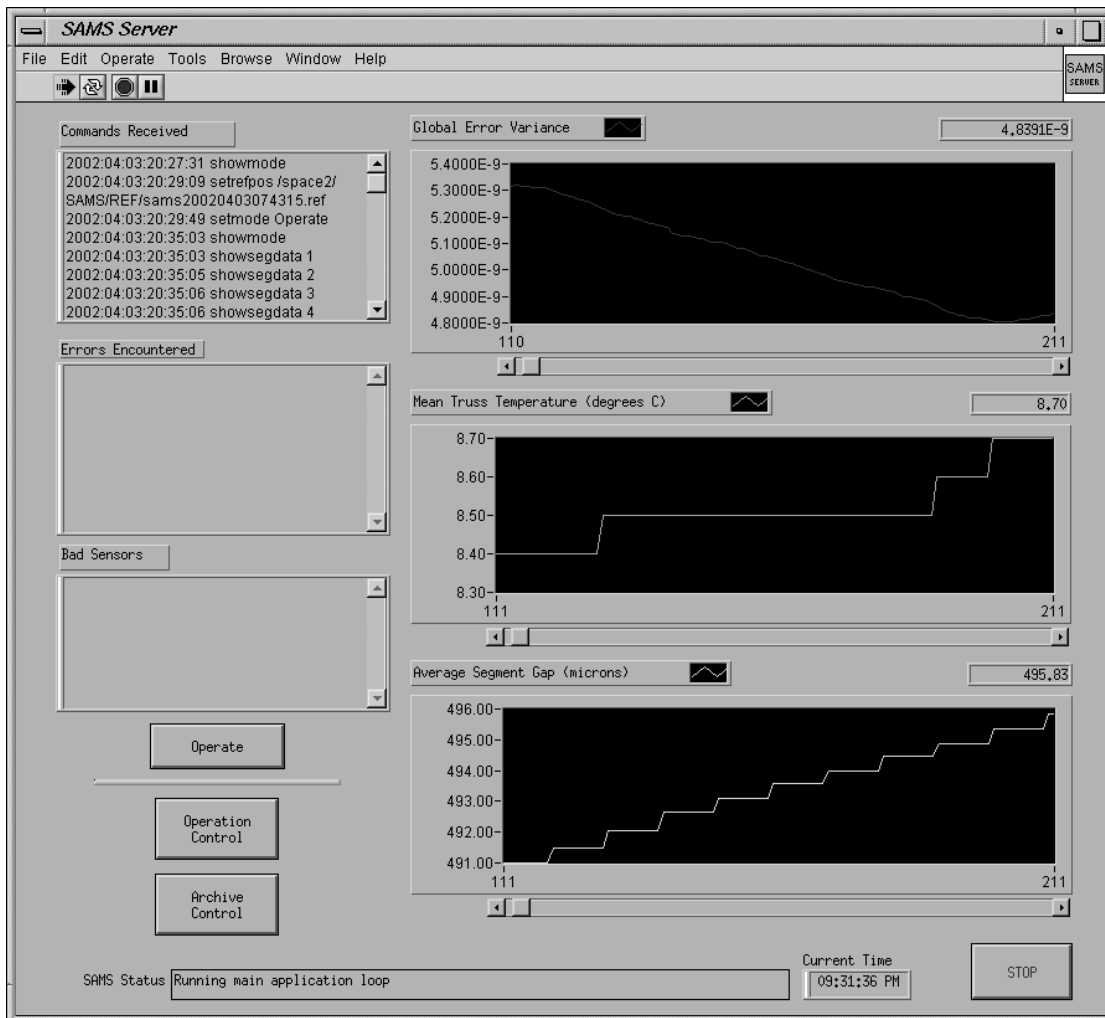 SAMS Server
File Edit Operate Tools Browse Window Help
SAMS
SERVER
Commands Received
2002:04:03:20:27:31 showmode
2002:04:03:20:29:09 setrefpos /space2/
SAMS/REF/sams20020403074315.ref
2002:04:03:20:29:49 setmode Operate
2002:04:03:20:35:03 showmode
2002:04:03:20:35:03 showsegdata 1
2002:04:03:20:35:05 showsegdata 2
2002:04:03:20:35:06 showsegdata 3
2002:04:03:20:35:06 showsegdata 4
Errors Encountered
Bad Sensors
Operate
Operation
Control
Archive
Control
Global Error Variance
4.8391E-9
5.4000E-9
5.3000E-9
5.2000E-9
5.1000E-9
5.0000E-9
4.9000E-9
4.8000E-9
110 211
Mean Truss Temperature (degrees C)
8.70
8.70
8.60
8.50
8.40
8.30
111 211
Average Segment Gap (microns)
495.83
496.00
495.00
494.00
493.00
492.00
491.00
111 211
SAMS Status Running main application loop
Current Time
09:31:36 PM
STOP